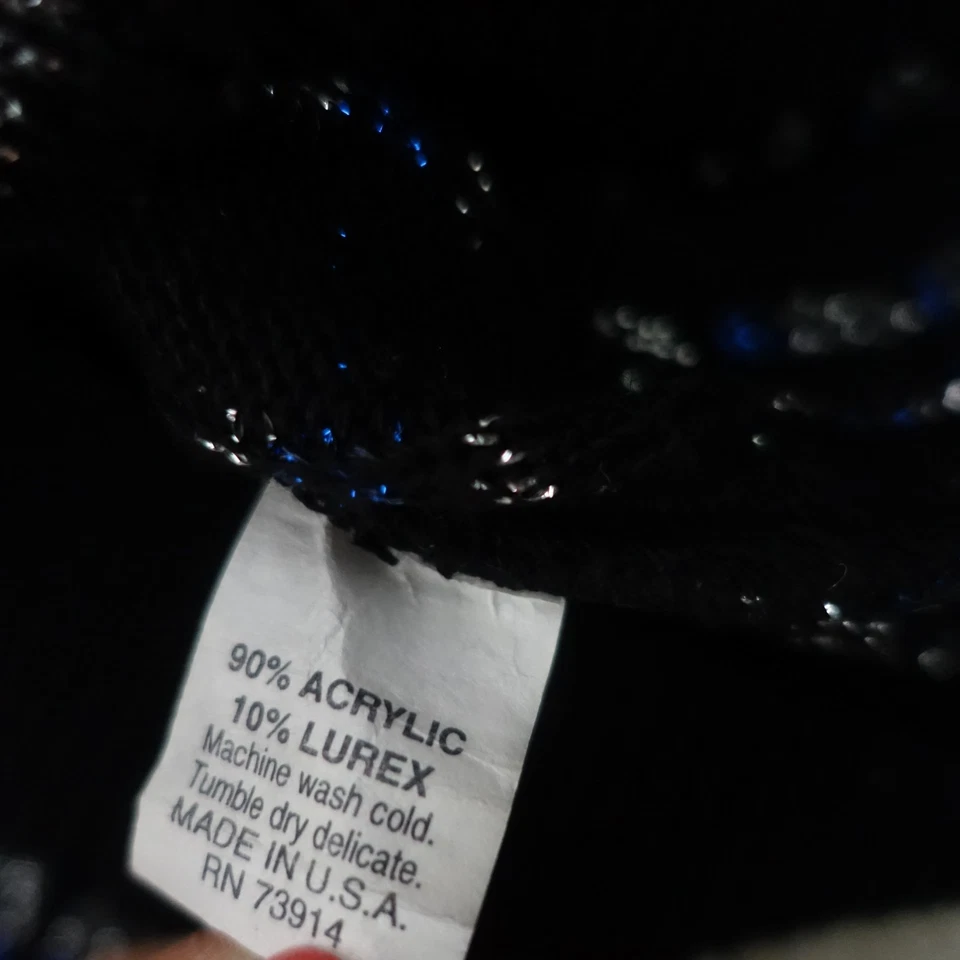 90% ACRYLIC
10% LUREX
Machine wash cold.
Tumble dry delicate.
MADE IN U.S.A.
RN 73914